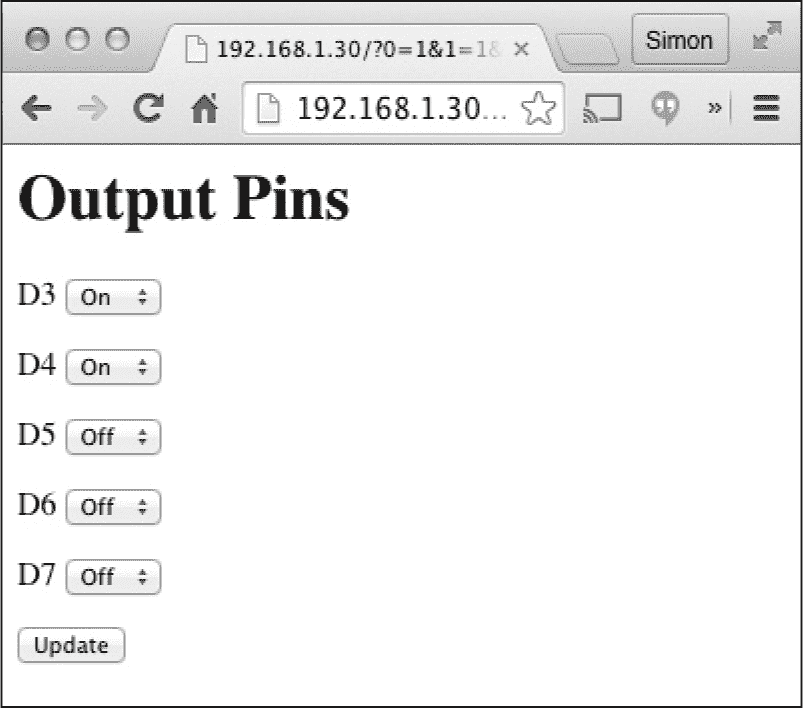 192.168.1.30/?0=1&1=1&
Simon
192.168.1.30...
Output Pins
D3 On
D4 On
D5 Off
D6 Off
D7 Off
Update